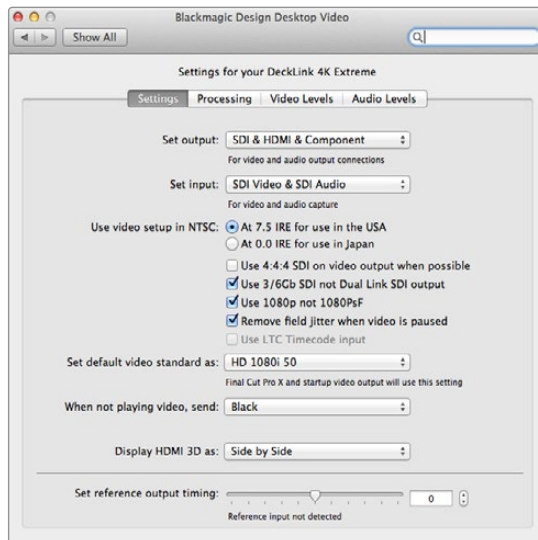 Blackmagic Design Desktop Video
Show All
Settings for your DeckLink 4K Extreme
Settings Processing Video Levels Audio Levels
Set output: SDI & HDMI & Component
For video and audio output connections
Set input: SDI Video & SDI Audio
For video and audio capture
Use video setup in NTSC: At 7.5 IRE for use in the USA
At 0.0 IRE for use in Japan
Use 4:4:4 SDI on video output when possible
Use 3/6Gb SDI not Dual Link SDI output
Use 1080p not 1080PsF
Remove field jitter when video is paused
Use LTC Timecode input
Set default video standard as: HD 1080i 50
Final Cut Pro X and startup video output will use this setting
When not playing video, send: Black
Display HDMI 3D as: Side by Side
Set reference output timing: 0
Reference input not detected